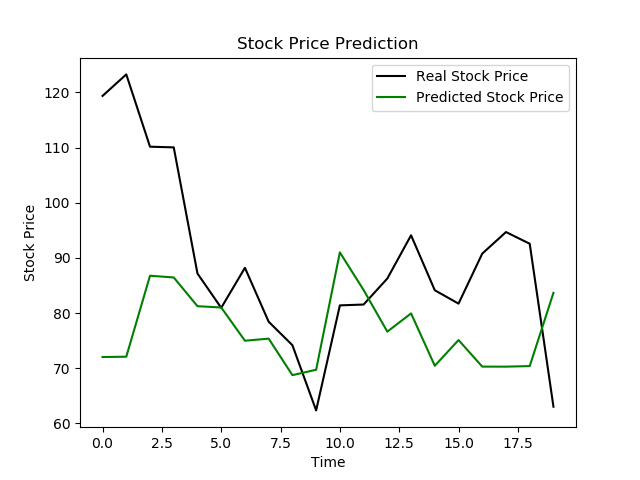 Stock Price Prediction
Real Stock Price
Predicted Stock Price
Stock Price
120
110
100
90
80
70
60
0.0 2.5 5.0 7.5 10.0 12.5 15.0 17.5
Time